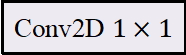 Conv2D 1 × 1